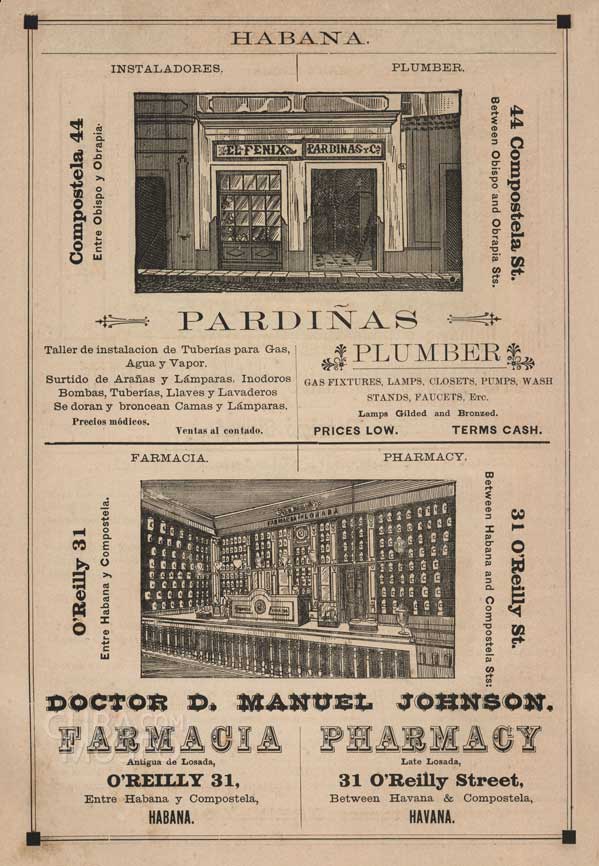 HABANA.
INSTALADORES.
PLUMBER.
Compostela 44
Entre Obispo y Obrapia.
EL FENIX
PARDIÑAS Y Cª
44 Compostela St.
Between Obispo and Obrapia Sts.
PARDIÑAS
Taller de instalacion de Tuberías para Gas,
Agua y Vapor.
Surtido de Arañas y Lámparas. Inodoros
Bombas, Tuberías, Llaves y Lavaderos
Se doran y broncean Camas y Lámparas.
Precios módicos.
Ventas al contado.
PLUMBER
GAS FIXTURES, LAMPS, CLOSETS, PUMPS, WASH
STANDS, FAUCETS, Etc.
Lamps Gilded and Bronzed.
PRICES LOW.
TERMS CASH.
FARMACIA.
PHARMACY.
O'Reilly 31
Entre Habana y Compostela.
FARMACIA LOSADA
31 O'Reilly St.
Between Habana and Compostela Sts:
DOCTOR D. MANUEL JOHNSON.
CUBA
MUSEO
.COM
FARMACIA
Antigua de Losada,
O'REILLY 31,
Entre Habana y Compostela,
HABANA.
PHARMACY
Late Losada,
31 O'Reilly Street,
Between Havana & Compostela,
HAVANA.